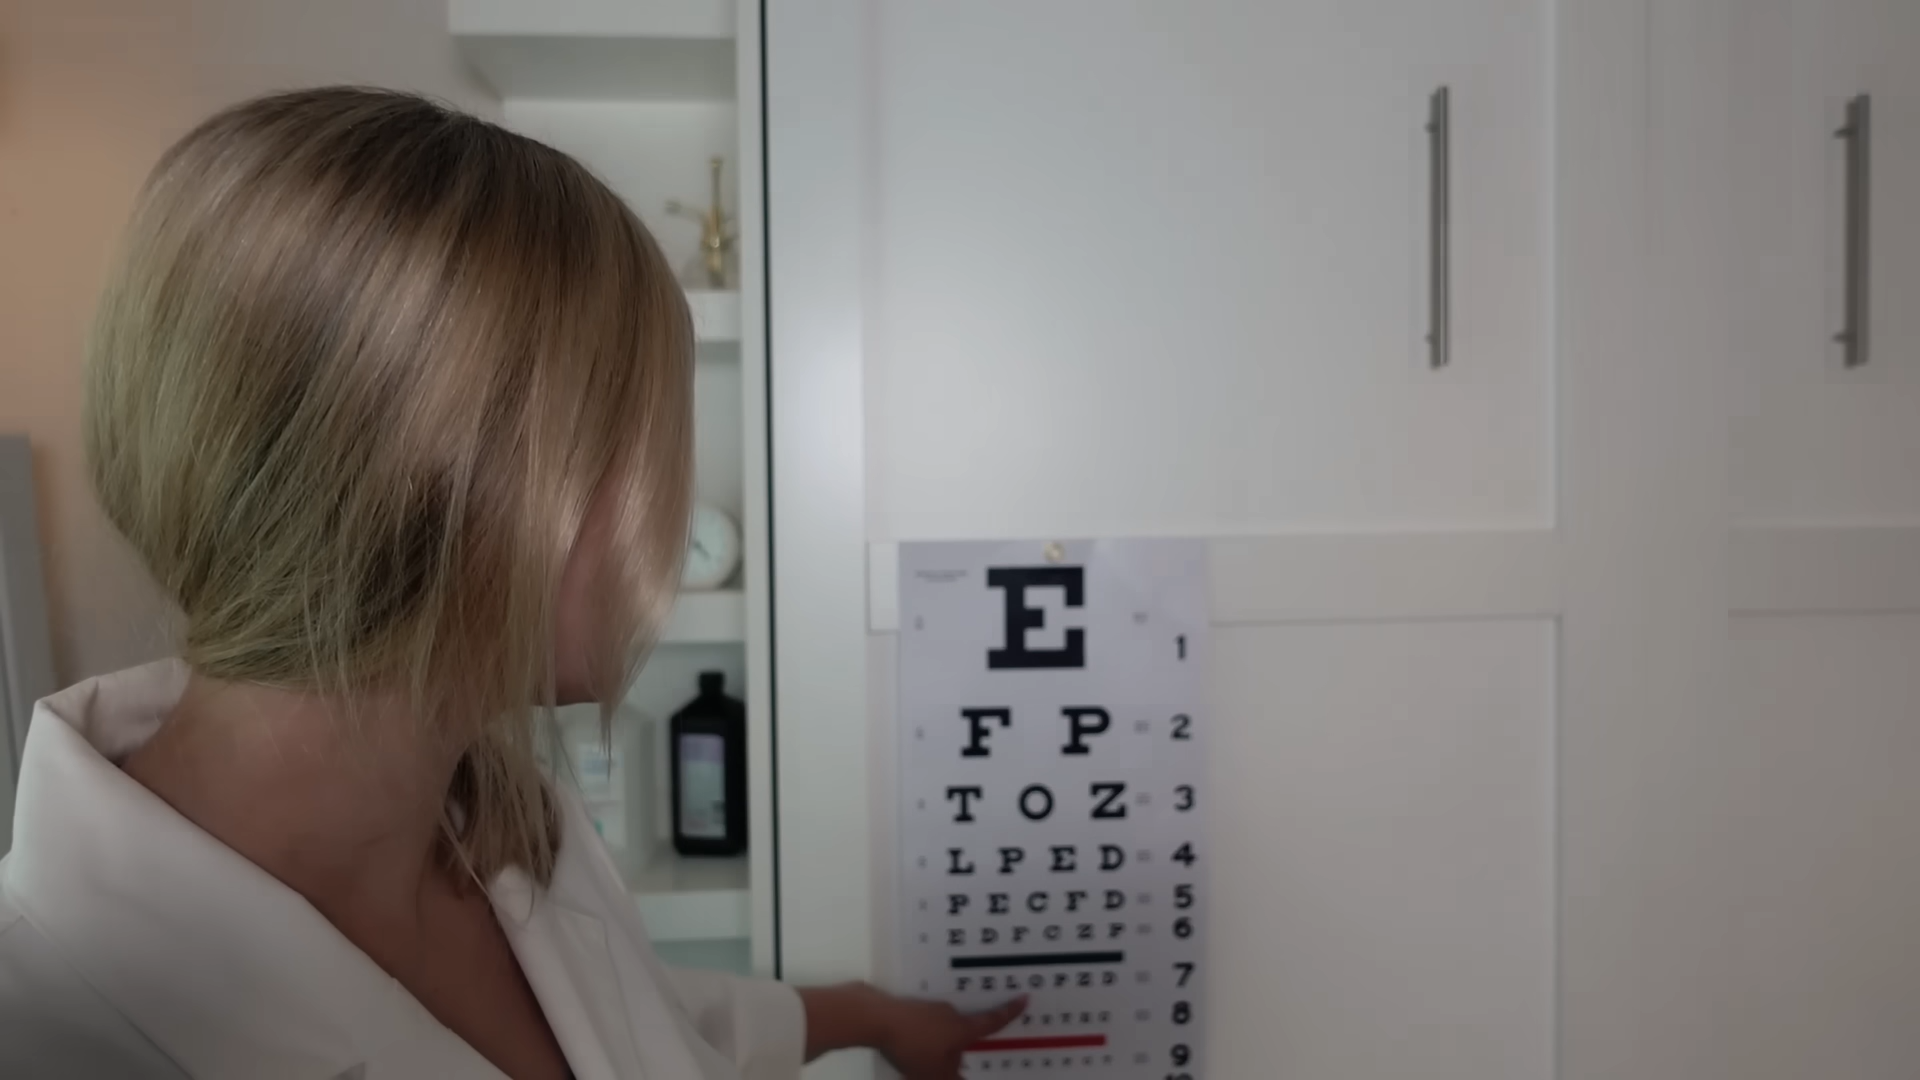 E 1
F P 2
T O Z 3
L P E D 4
P E C F D 5
E D F C Z P 6
F E L O P Z D 7
8
9